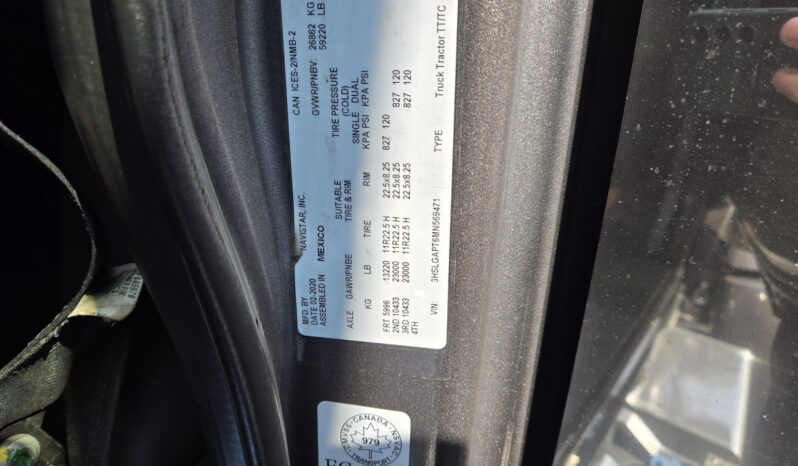 CAN ICES-2/NMB-2
MFD. BY NAVISTAR, INC. GVWR/PNBV: 26862 KG
DATE 02-2020 59220 LB
ASSEMBLED IN MEXICO
AXLE GAWR/PNBE SUITABLE TIRE & RIM TIRE PRESSURE (COLD)
SINGLE DUAL
KG LB TIRE RIM KPA PSI KPA PSI
FRT 5996 13220 11R22.5 H 22.5x8.25 827 120
2ND 10433 23000 11R22.5 H 22.5x8.25 827 120
3RD 10433 23000 11R22.5 H 22.5x8.25 827 120
4TH
VIN: 3HSLGAPT6MN569471 TYPE Truck Tractor TT/TC
CMVSS-CANADA-NSVAC
979
TRANSPORT